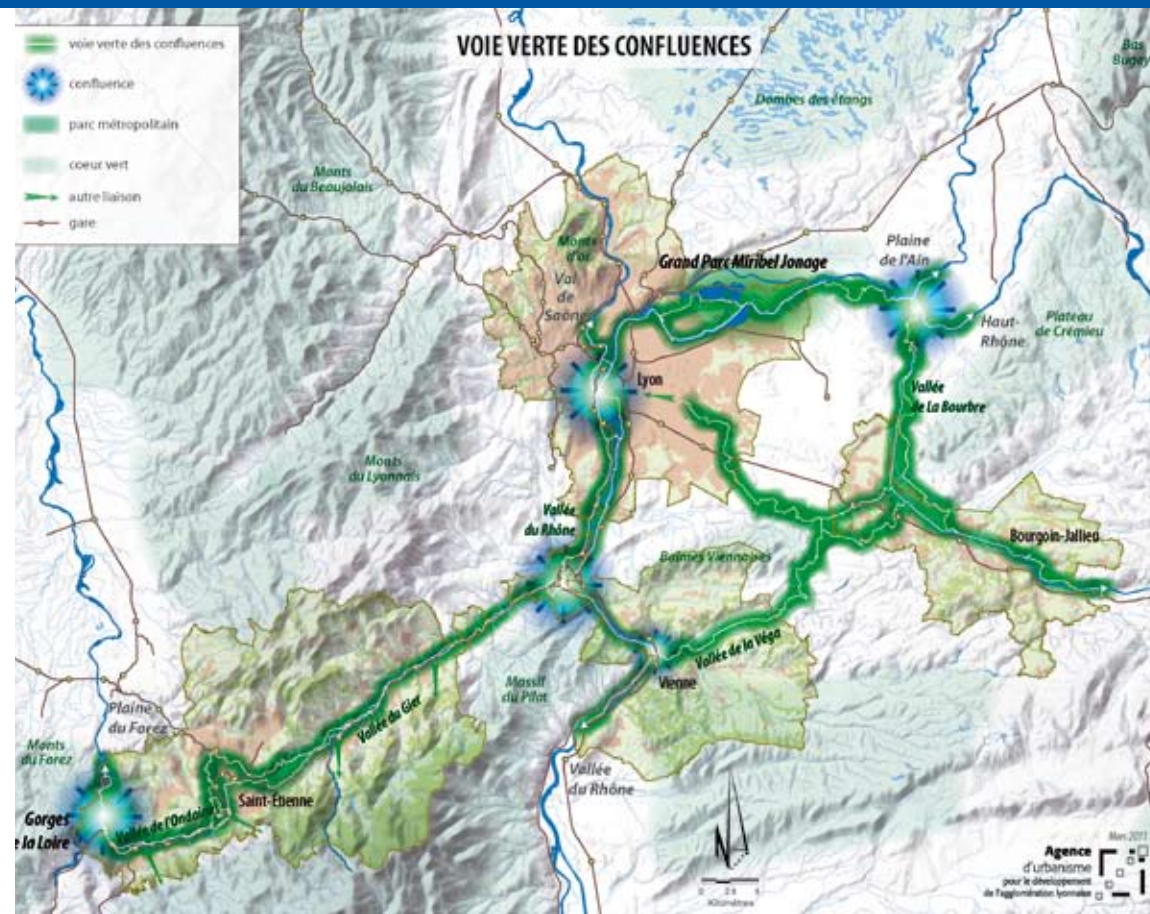 VOIE VERTE DES CONFLUENCES
voie verte des confluences
confluence
parc métropolitain
coeur vert
autre liaison
gare
Bas
Bugey
Dombes des étangs
Monts
du Beaujolais
Monts
d'or
Val
de
Saône
Grand Parc Miribel Jonage
Plaine
de l'Ain
Haut-
Rhône
Plateau
de Crémieu
Lyon
Vallée
de La Bourbre
Monts
du Lyonnais
Vallée
du Rhône
Balmes Viennoises
Bourgoin-Jallieu
Vallée de la Véga
Vienne
Massif
du Pilat
Vallée du Gier
Plaine
du Forez
Monts
du Forez
Saint-Étienne
Vallée de l'Ondaine
Gorges
e la Loire
Vallée
du Rhône
Kilomètres
Mars 2011
Agence
d'urbanisme
pour le développement
de l'agglomération lyonnaise